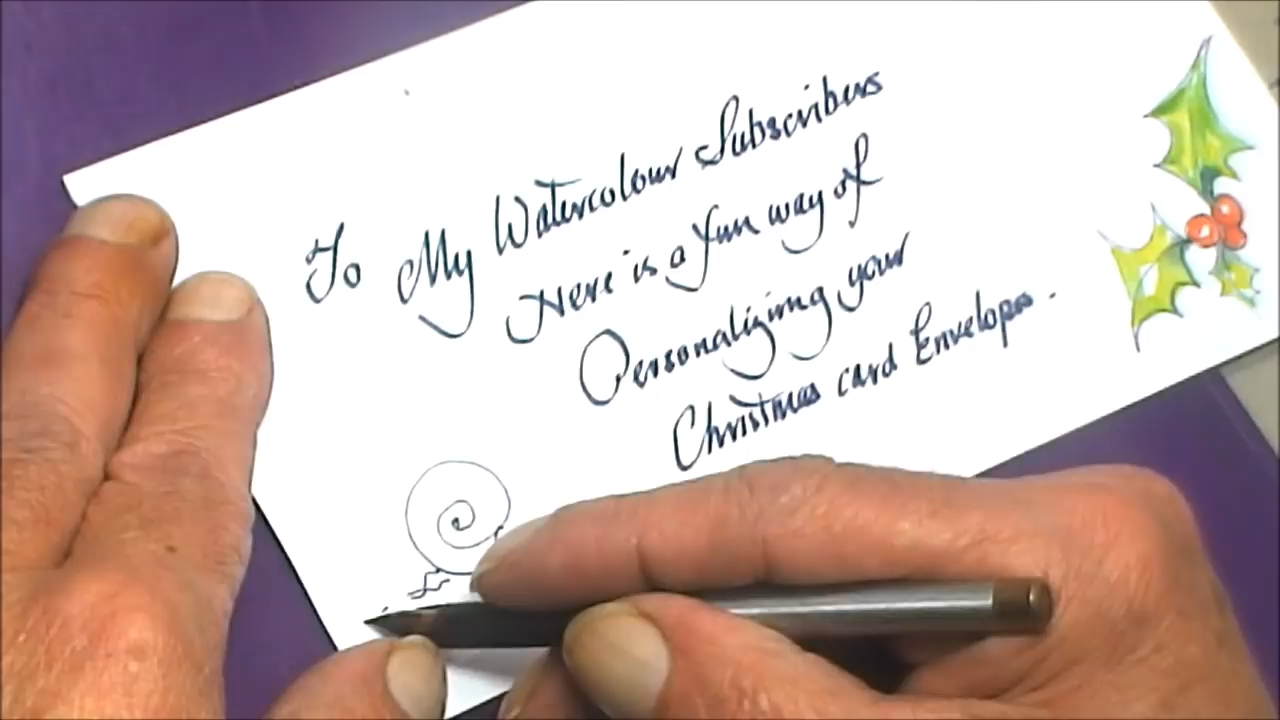 To My Watercolour Subscribers
Here is a fun way of
Personalizing your
Christmas card Envelopes.